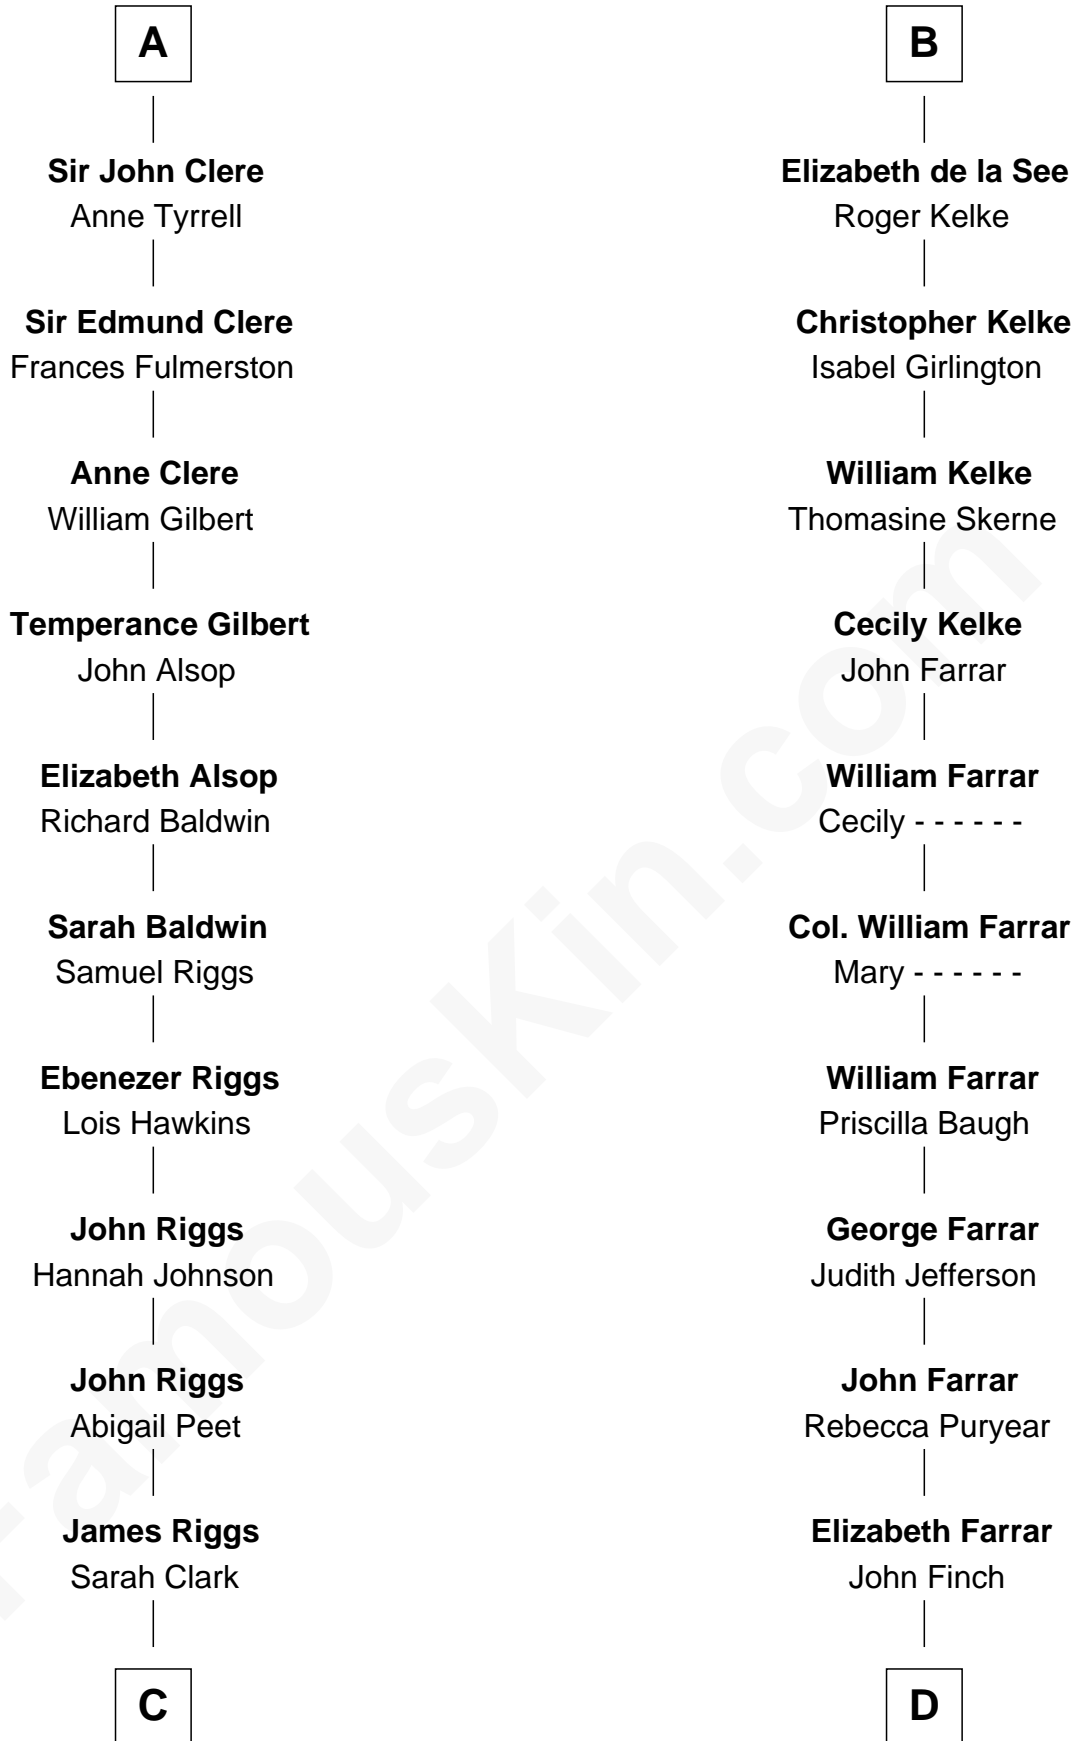 A
Sir John Clere
Anne Tyrrell
Sir Edmund Clere
Frances Fulmerston
Anne Clere
William Gilbert
Temperance Gilbert
John Alsop
Elizabeth Alsop
Richard Baldwin
Sarah Baldwin
Samuel Riggs
Ebenezer Riggs
Lois Hawkins
John Riggs
Hannah Johnson
John Riggs
Abigail Peet
James Riggs
Sarah Clark
C
B
Elizabeth de la See
Roger Kelke
Christopher Kelke
Isabel Girlington
William Kelke
Thomasine Skerne
Cecily Kelke
John Farrar
William Farrar
Cecily - - - - - -
Col. William Farrar
Mary - - - - - -
William Farrar
Priscilla Baugh
George Farrar
Judith Jefferson
John Farrar
Rebecca Puryear
Elizabeth Farrar
John Finch
D
FamousKin.com